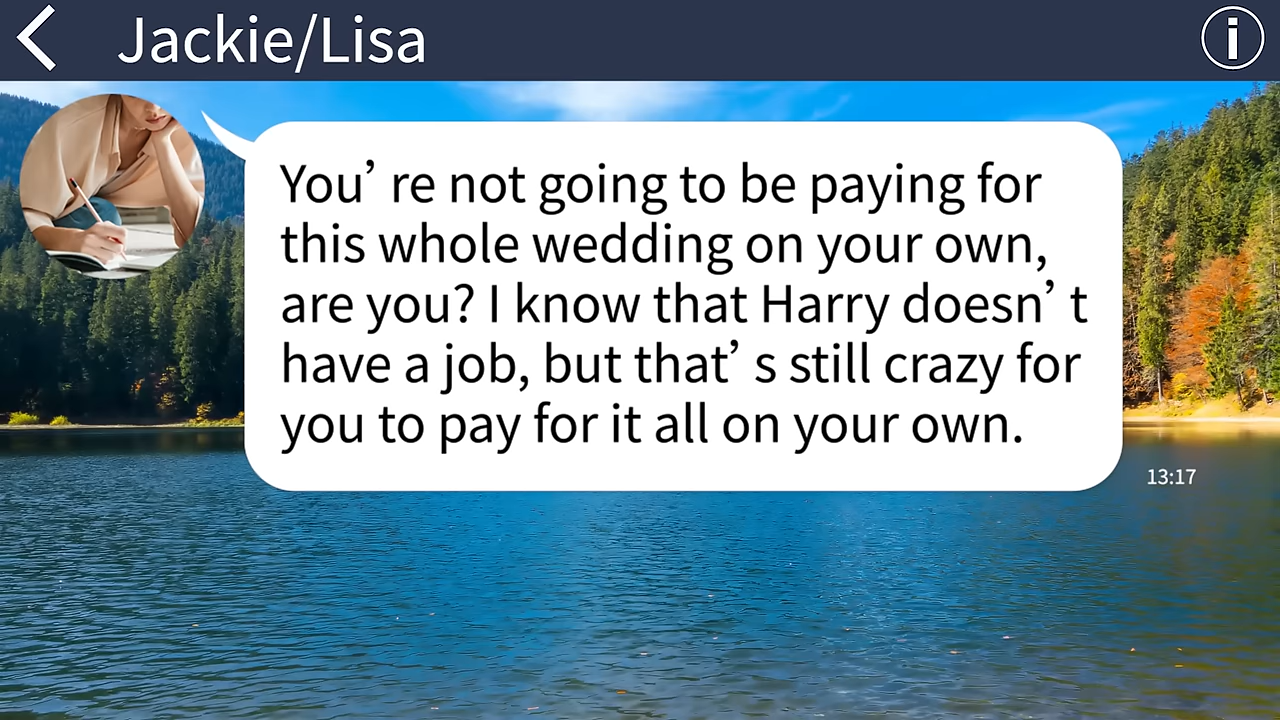 Jackie/Lisa
You’ re not going to be paying for
this whole wedding on your own,
are you? I know that Harry doesn’ t
have a job, but that’ s still crazy for
you to pay for it all on your own.
13:17